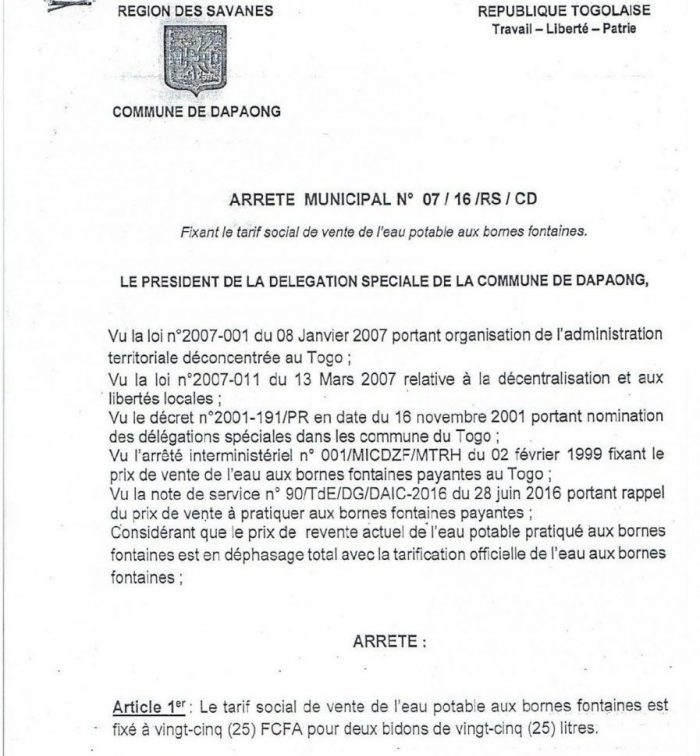 REGION DES SAVANES
REPUBLIQUE TOGOLAISE
Travail – Liberté – Patrie
COMMUNE DE DAPAONG
ARRETE MUNICIPAL N° 07 / 16 /RS / CD
Fixant le tarif social de vente de l'eau potable aux bornes fontaines.
LE PRESIDENT DE LA DELEGATION SPECIALE DE LA COMMUNE DE DAPAONG,
Vu la loi n°2007-001 du 08 Janvier 2007 portant organisation de l'administration
territoriale déconcentrée au Togo ;
Vu la loi n°2007-011 du 13 Mars 2007 relative à la décentralisation et aux
libertés locales ;
Vu le décret n°2001-191/PR en date du 16 novembre 2001 portant nomination
des délégations spéciales dans les commune du Togo ;
Vu l'arrêté interministériel n° 001/MICDZF/MTRH du 02 février 1999 fixant le
prix de vente de l'eau aux bornes fontaines payantes au Togo ;
Vu la note de service n° 90/TdE/DG/DAIC-2016 du 28 juin 2016 portant rappel
du prix de vente à pratiquer aux bornes fontaines payantes ;
Considérant que le prix de revente actuel de l'eau potable pratiqué aux bornes
fontaines est en déphasage total avec la tarification officielle de l'eau aux bornes
fontaines ;
ARRETE :
Article 1er : Le tarif social de vente de l'eau potable aux bornes fontaines est
fixé à vingt-cinq (25) FCFA pour deux bidons de vingt-cinq (25) litres.